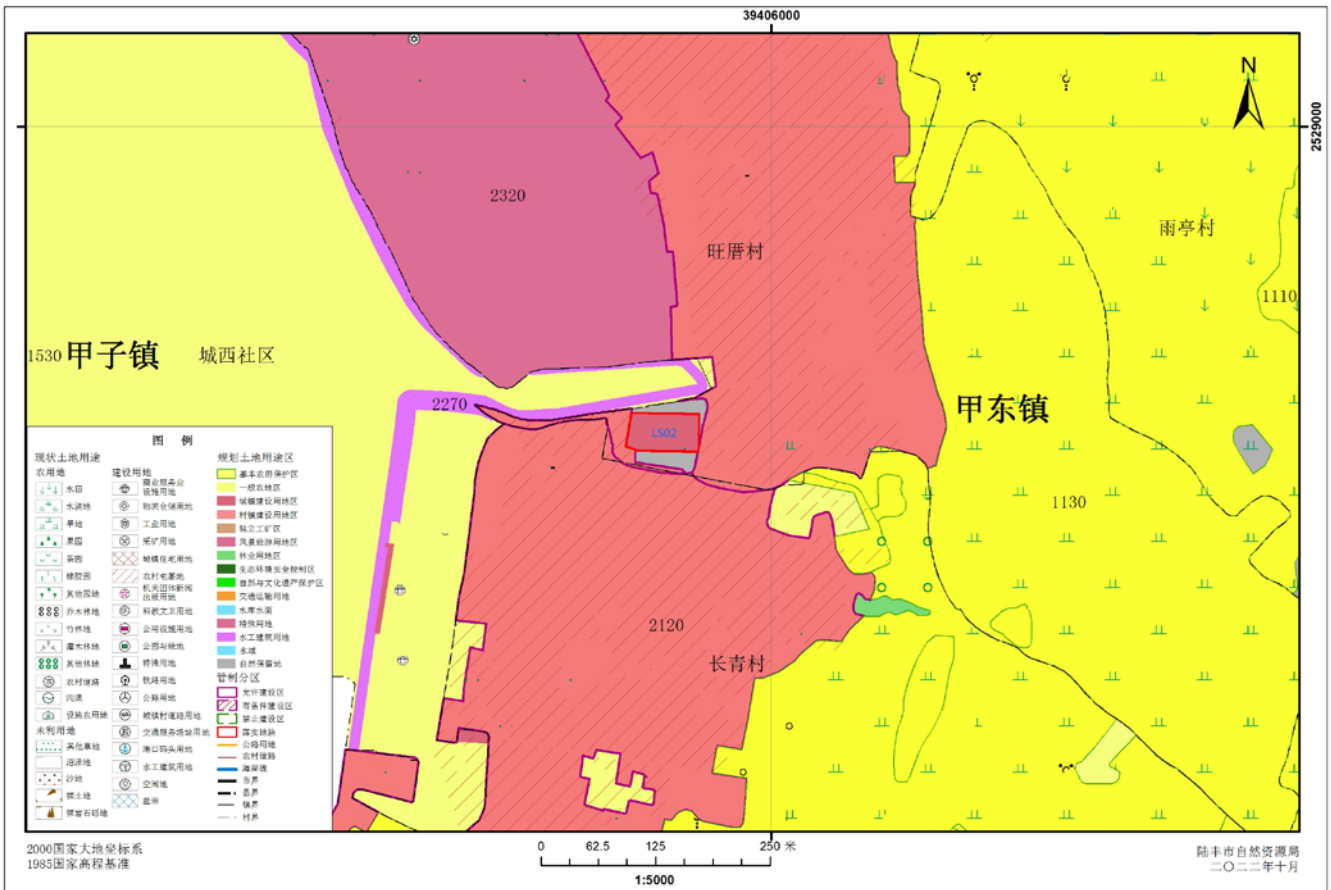 39406000
2529000
N
2320
旺厝村
雨亭村
1110
1530
甲子镇
城西社区
2270
甲东镇
LS02
1130
2120
长青村
图 例
现状土地用途
农用地
水田
水浇地
旱地
果园
茶园
橡胶园
其他园地
乔木林地
竹林地
灌木林地
其他林地
农村道路
沟渠
设施农用地
未利用地
其他草地
沼泽地
沙地
裸土地
裸岩石砾地
建设用地
商业服务业
设施用地
物流仓储用地
工业用地
采矿用地
城镇住宅用地
农村宅基地
机关团体新闻
出版用地
科教文卫用地
公用设施用地
公园与绿地
特殊用地
铁路用地
公路用地
城镇村道路用地
交通服务场站用地
港口码头用地
水工建筑用地
空闲地
盐田
规划土地用途区
基本农田保护区
一般农地区
城镇建设用地区
村镇建设用地区
独立工矿区
风景旅游用地区
林业用地区
生态环境安全控制区
自然与文化遗产保护区
交通运输用地
水库水面
特殊用地
水工建筑用地
水域
自然保留地
管制分区
允许建设区
有条件建设区
禁止建设区
落实地块
公路用地
农村道路
海岸线
市界
县界
镇界
村界
2000国家大地坐标系
1985国家高程基准
0 62.5 125 250 米
1:5000
陆丰市自然资源局
二〇二二年十月